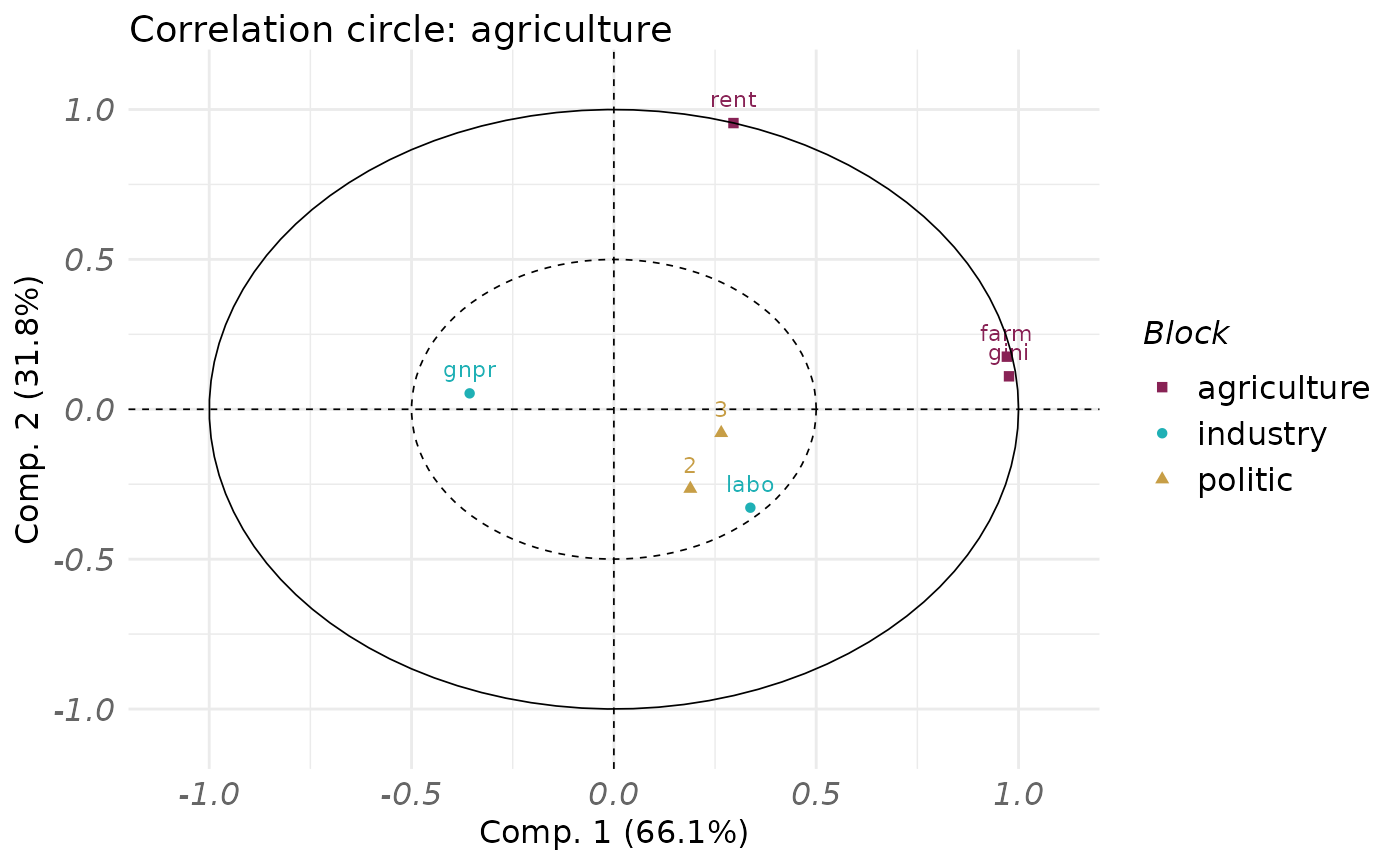 Correlation circle: agriculture
1.0
0.5
0.0
-0.5
-1.0
Comp. 2 (31.8%)
rent
farm
gini
gnpr
3
2
labo
-1.0
-0.5
0.0
0.5
1.0
Comp. 1 (66.1%)
Block
agriculture
industry
politic